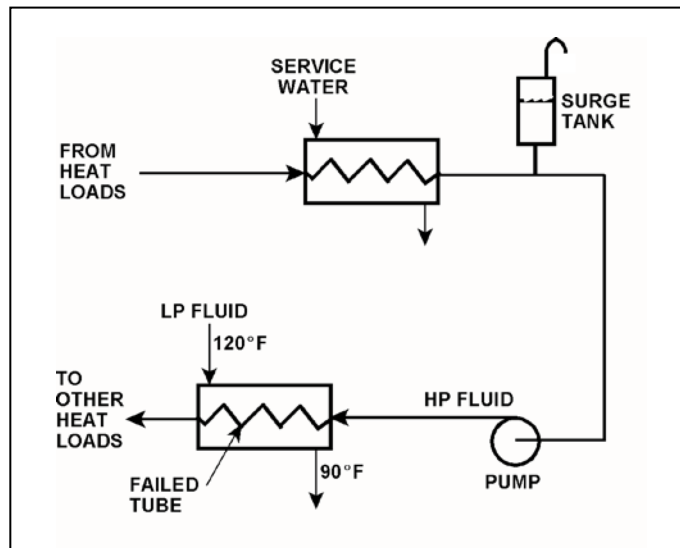 SERVICE
WATER
SURGE
TANK
FROM
HEAT
LOADS
LP FLUID
120°F
TO
OTHER
HEAT
LOADS
HP FLUID
90°F
FAILED
TUBE
PUMP